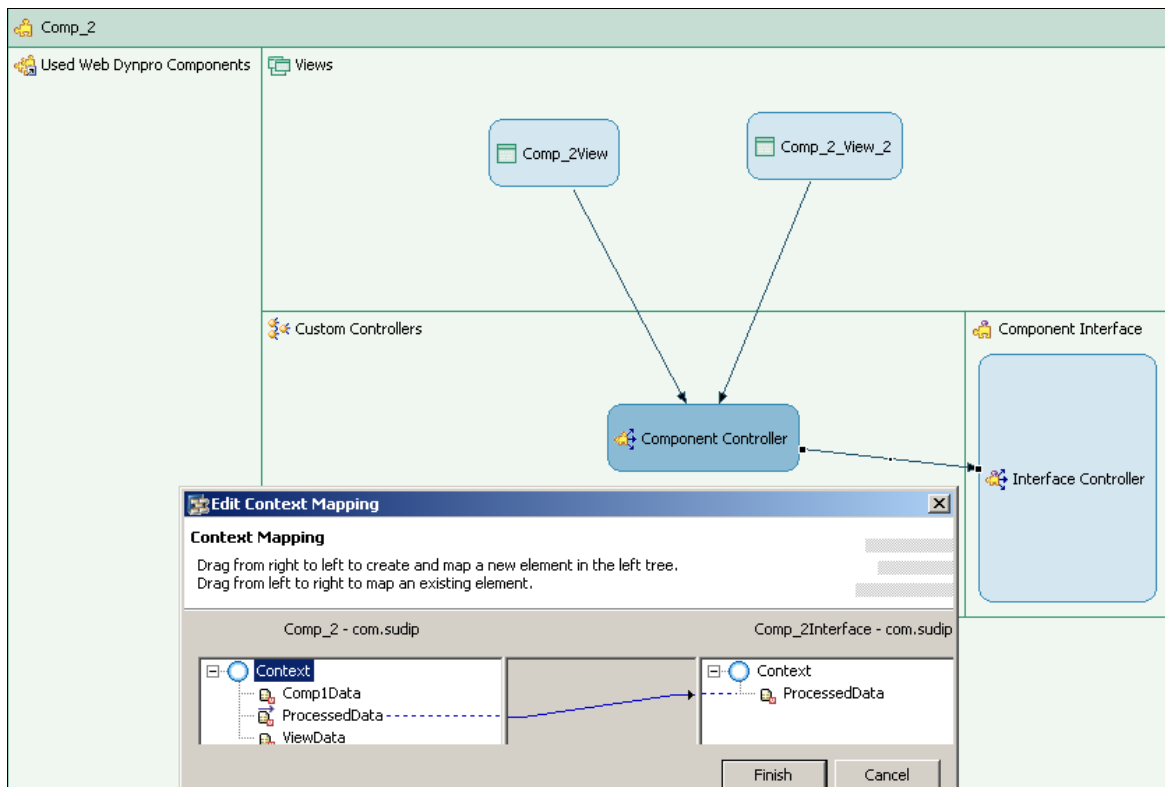 Comp_2
Used Web Dynpro Components
Views
Comp_2View
Comp_2_View_2
Custom Controllers
Component Interface
Component Controller
Interface Controller
Edit Context Mapping
Context Mapping
Drag from right to left to create and map a new element in the left tree.
Drag from left to right to map an existing element.
Comp_2 - com.sudip
Comp_2Interface - com.sudip
Context
Comp1Data
ProcessedData
ViewData
Context
ProcessedData
Finish
Cancel